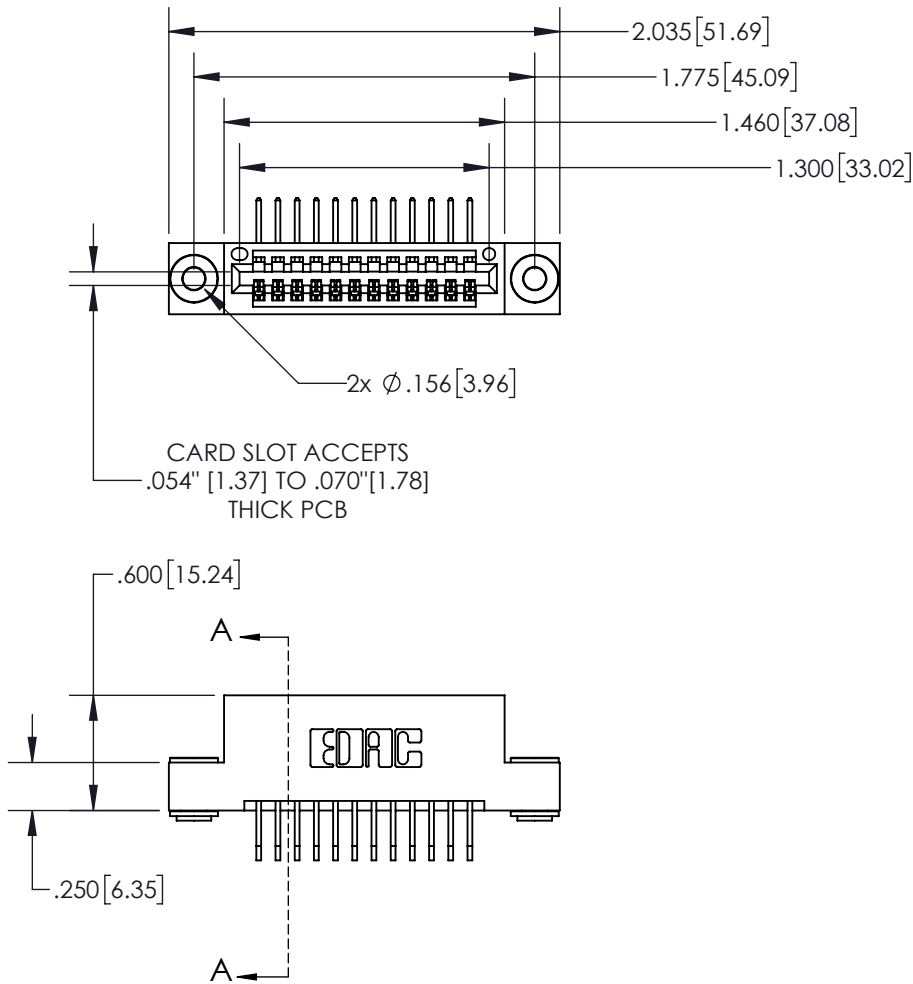 2.035[51.69]
1.775[45.09]
1.460[37.08]
1.300[33.02]
2x ∅.156[3.96]
CARD SLOT ACCEPTS
.054" [1.37] TO .070"[1.78]
THICK PCB
.600[15.24]
A
EDAC
.250[6.35]
A